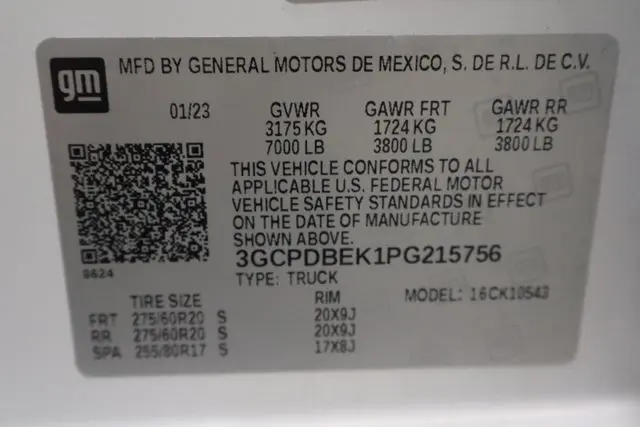 gm
MFD BY GENERAL MOTORS DE MEXICO, S. DE R.L. DE C.V.
01/23 GVWR GAWR FRT GAWR RR
3175 KG 1724 KG 1724 KG
7000 LB 3800 LB 3800 LB
THIS VEHICLE CONFORMS TO ALL
APPLICABLE U.S. FEDERAL MOTOR
VEHICLE SAFETY STANDARDS IN EFFECT
ON THE DATE OF MANUFACTURE
SHOWN ABOVE.
3GCPDBEK1PG215756
8624 TYPE: TRUCK
TIRE SIZE RIM MODEL: 16CK10543
FRT 275/60R20 S 20X9J
RR 275/60R20 S 20X9J
SPA 255/80R17 S 17X8J